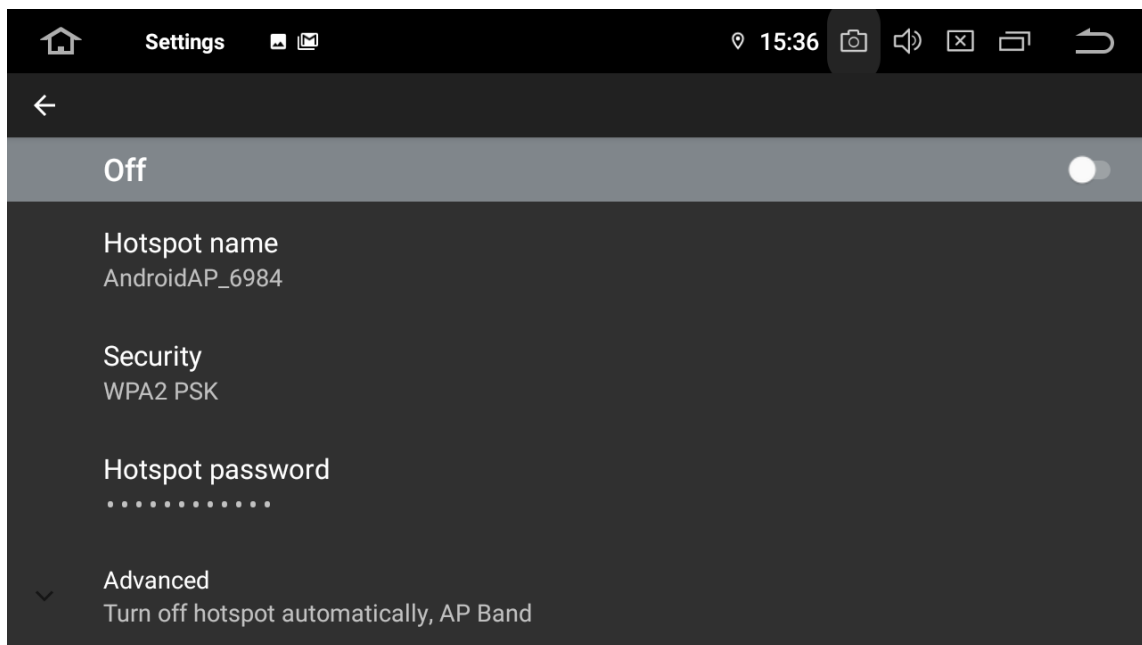 Settings
15:36
Off
Hotspot name
AndroidAP_6984
Security
WPA2 PSK
Hotspot password
••••••••••••
Advanced
Turn off hotspot automatically, AP Band